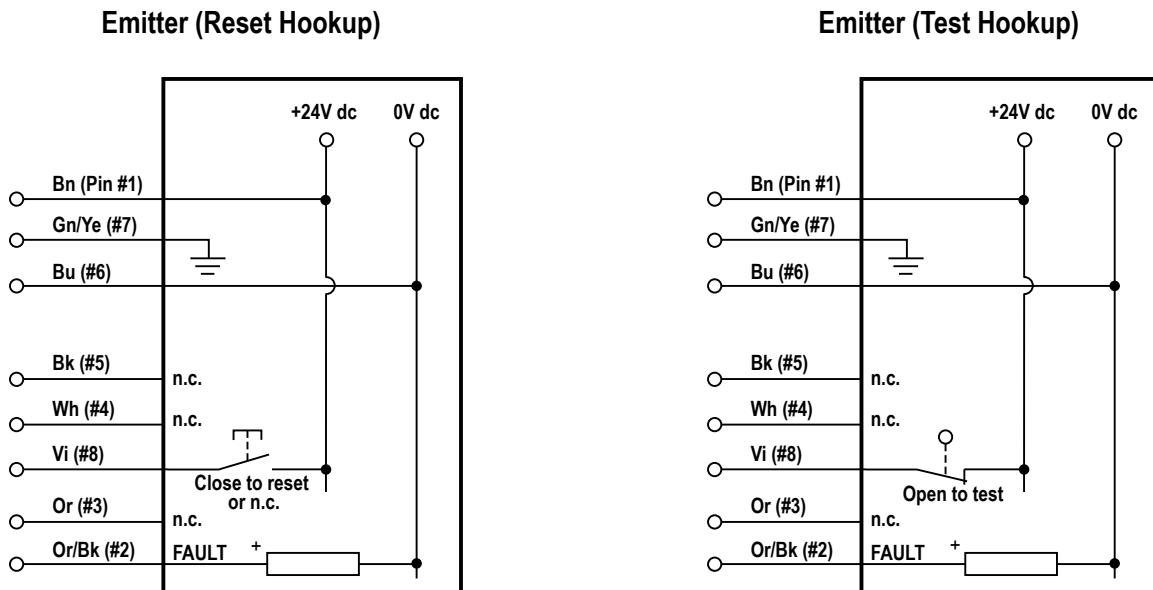 Emitter (Reset Hookup)
+24V dc 0V dc
Bn (Pin #1)
Gn/Ye (#7)
Bu (#6)
Bk (#5)
n.c.
Wh (#4)
n.c.
Vi (#8)
Close to reset
or n.c.
Or (#3)
n.c.
Or/Bk (#2)
FAULT +
Emitter (Test Hookup)
+24V dc 0V dc
Bn (Pin #1)
Gn/Ye (#7)
Bu (#6)
Bk (#5)
n.c.
Wh (#4)
n.c.
Vi (#8)
Open to test
Or (#3)
n.c.
Or/Bk (#2)
FAULT +